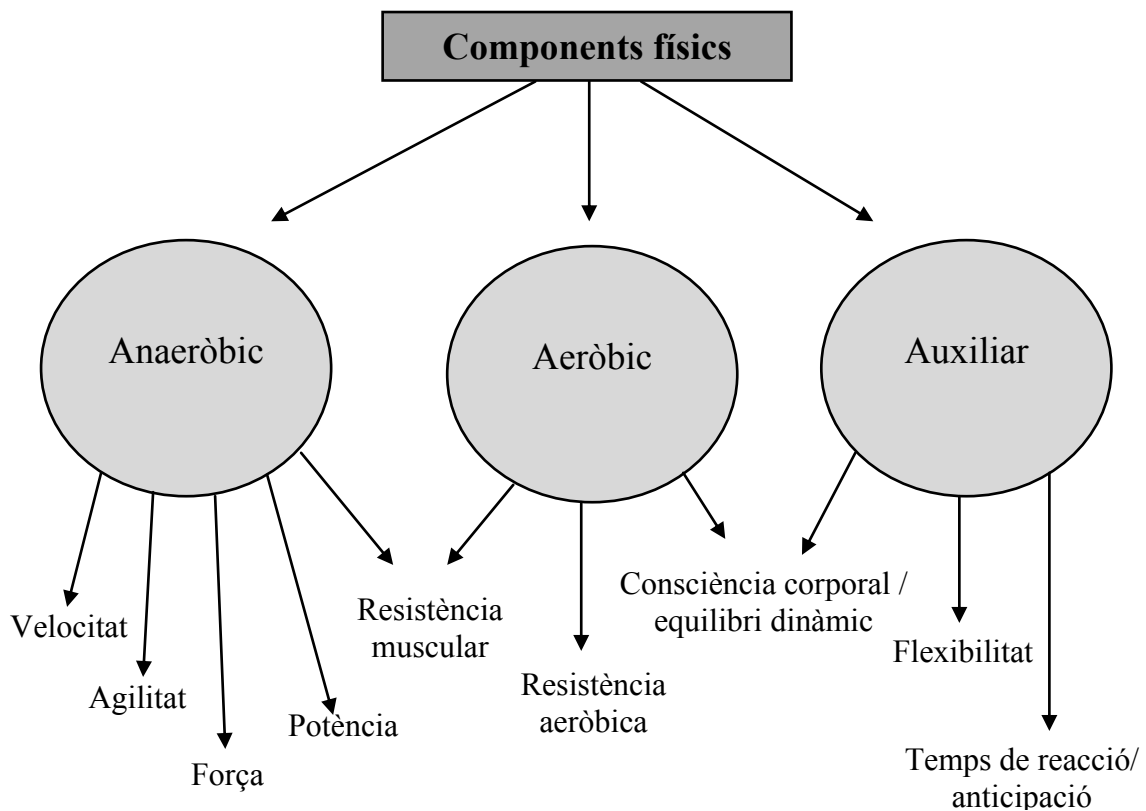 Components físics
Anaeròbic
Aeròbic
Auxiliar
Velocitat
Agilitat
Força
Potència
Resistència
muscular
Resistència
aeròbica
Consciència corporal /
equilibri dinàmic
Flexibilitat
Temps de reacció/
anticipació